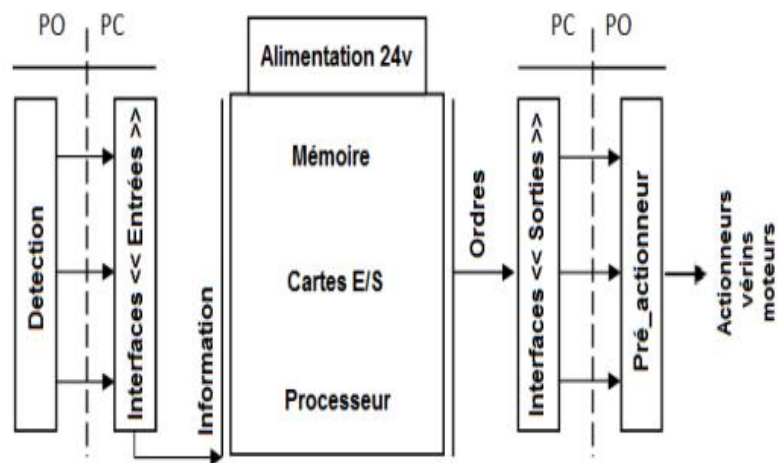 PO
PC
Detection
Interfaces << Entrées >>
Information
Alimentation 24v
Mémoire
Cartes E/S
Processeur
Ordres
PC
PO
Interfaces << Sorties >>
Pré_actionneur
Actionneurs
vérins
moteurs